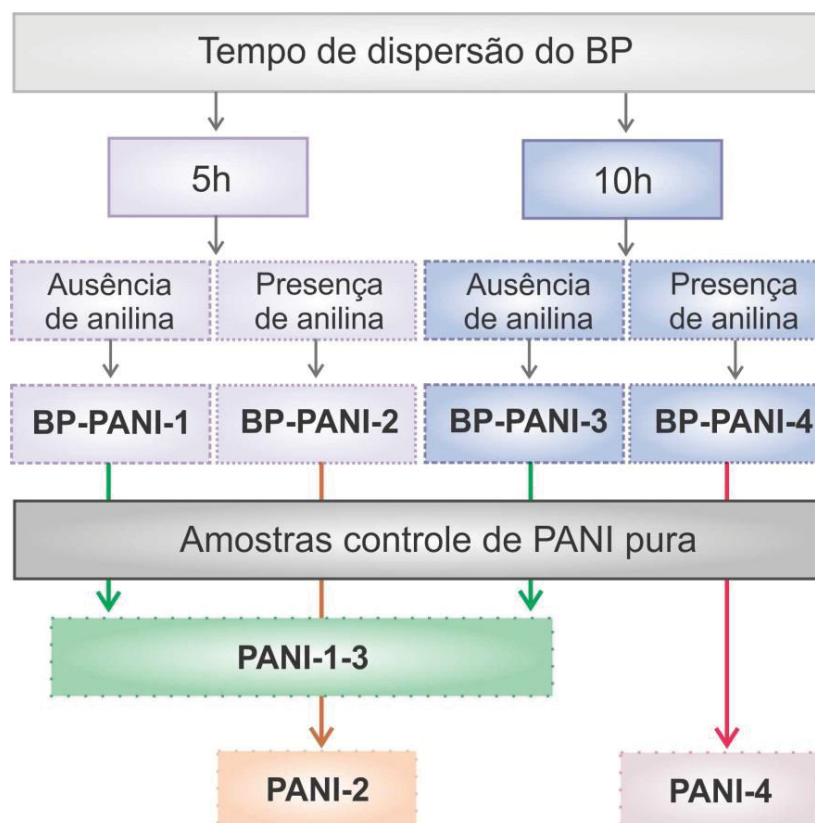 Tempo de dispersão do BP
5h
10h
Ausência
de anilina
Presença
de anilina
Ausência
de anilina
Presença
de anilina
BP-PANI-1
BP-PANI-2
BP-PANI-3
BP-PANI-4
Amostras controle de PANI pura
PANI-1-3
PANI-2
PANI-4